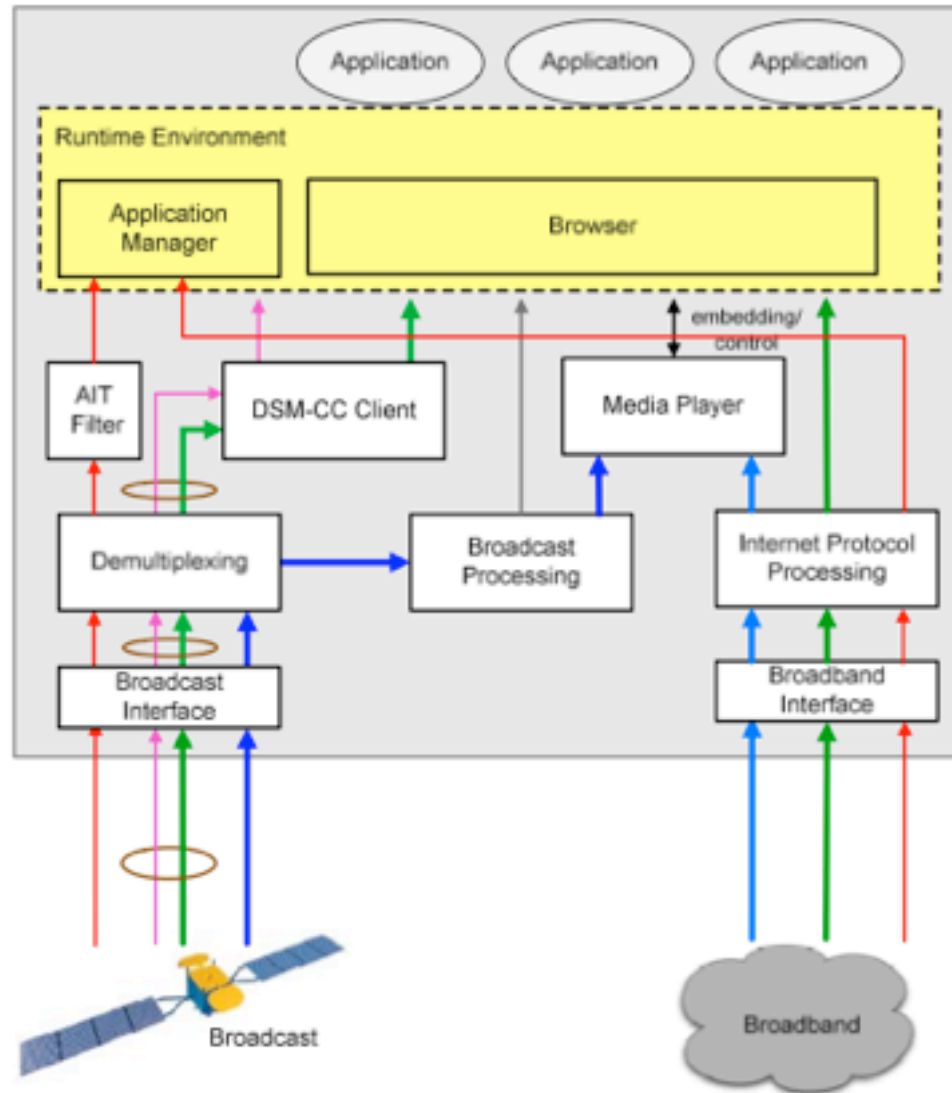 Application
Application
Application
Runtime Environment
Application
Manager
Browser
embedding/
control
AIT
Filter
DSM-CC Client
Media Player
Demultiplexing
Broadcast
Processing
Internet Protocol
Processing
Broadcast
Interface
Broadband
Interface
Broadcast
Broadband